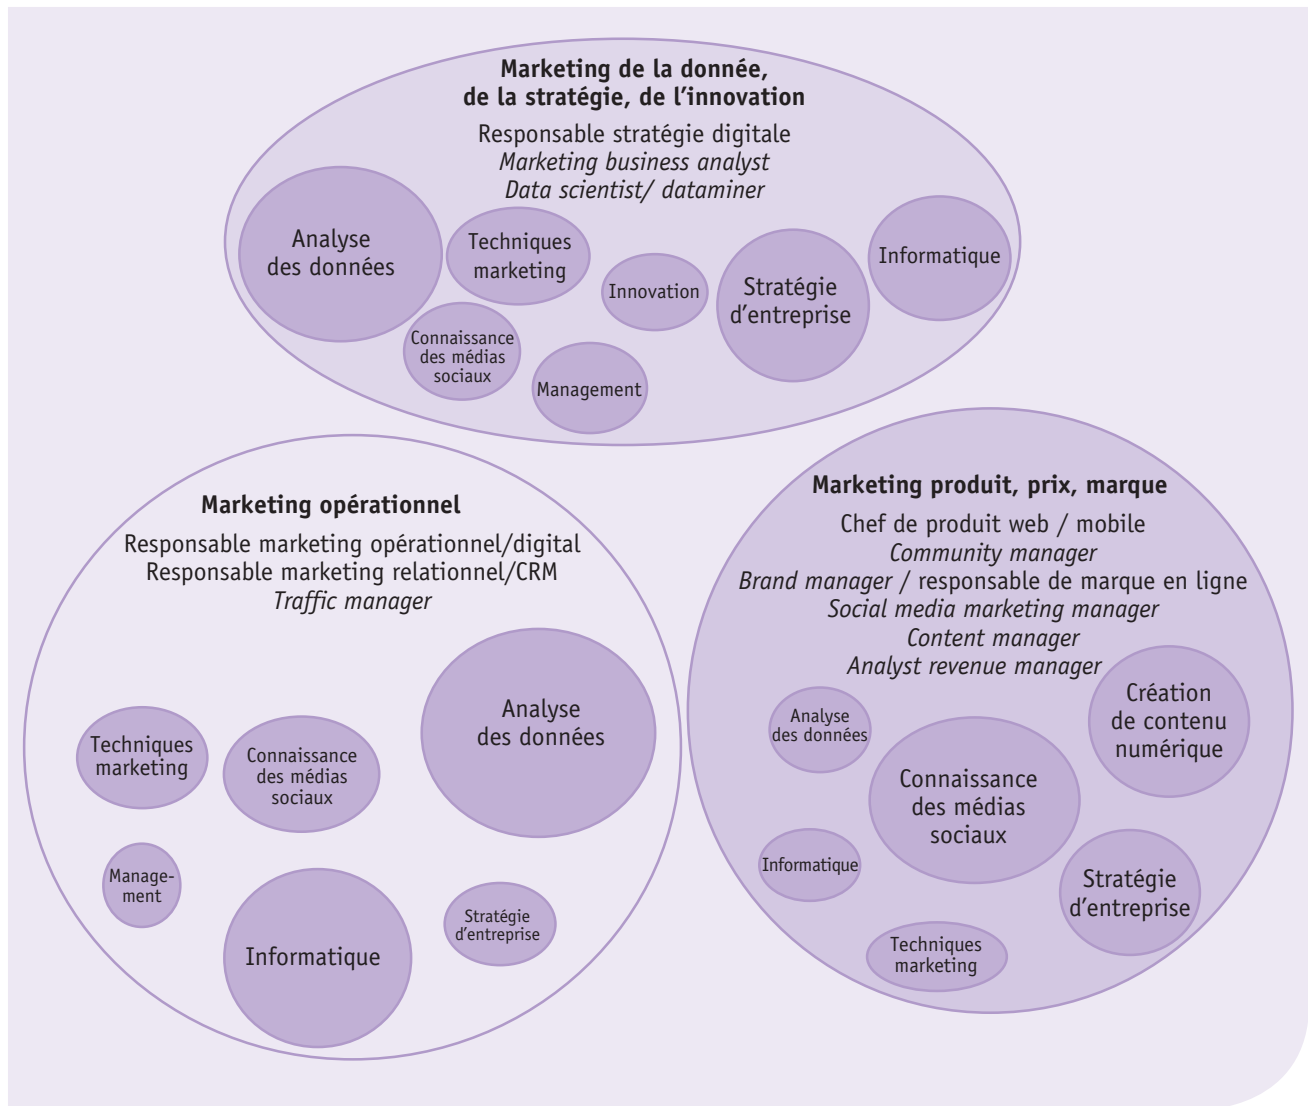 Marketing de la donnée,
de la stratégie, de l'innovation
Responsable stratégie digitale
Marketing business analyst
Data scientist/ dataminer
Analyse
des données
Techniques
marketing
Innovation
Stratégie
d'entreprise
Informatique
Connaissance
des médias
sociaux
Management
Marketing opérationnel
Responsable marketing opérationnel/digital
Responsable marketing relationnel/CRM
Traffic manager
Analyse
des données
Techniques
marketing
Connaissance
des médias
sociaux
Manage-
ment
Informatique
Stratégie
d'entreprise
Marketing produit, prix, marque
Chef de produit web / mobile
Community manager
Brand manager / responsable de marque en ligne
Social media marketing manager
Content manager
Analyst revenue manager
Création
de contenu
numérique
Analyse
des données
Connaissance
des médias
sociaux
Informatique
Stratégie
d'entreprise
Techniques
marketing